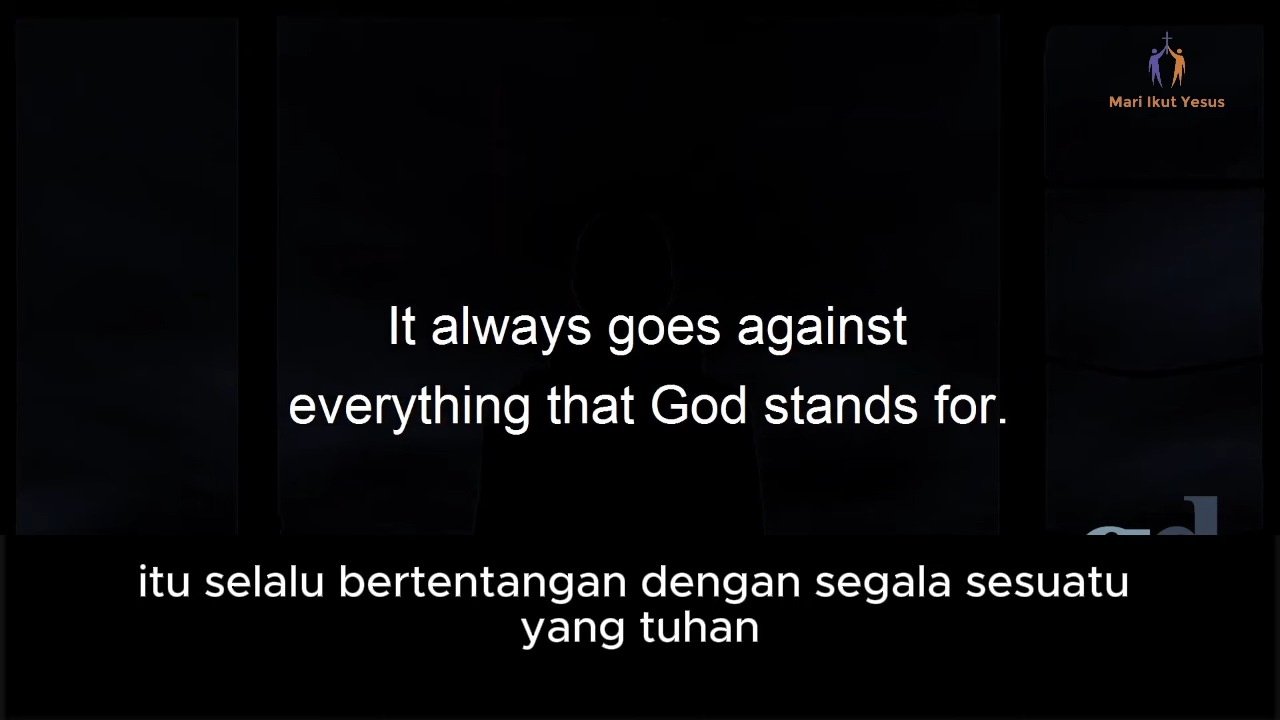 Mari Ikut Yesus
It always goes against
everything that God stands for.
gd
itu selalu bertentangan dengan segala sesuatu
yang tuhan